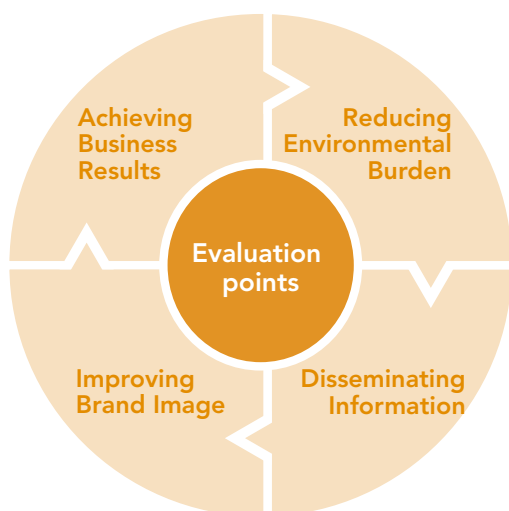 Achieving
Business
Results
Reducing
Environmental
Burden
Evaluation
points
Improving
Brand Image
Disseminating
Information